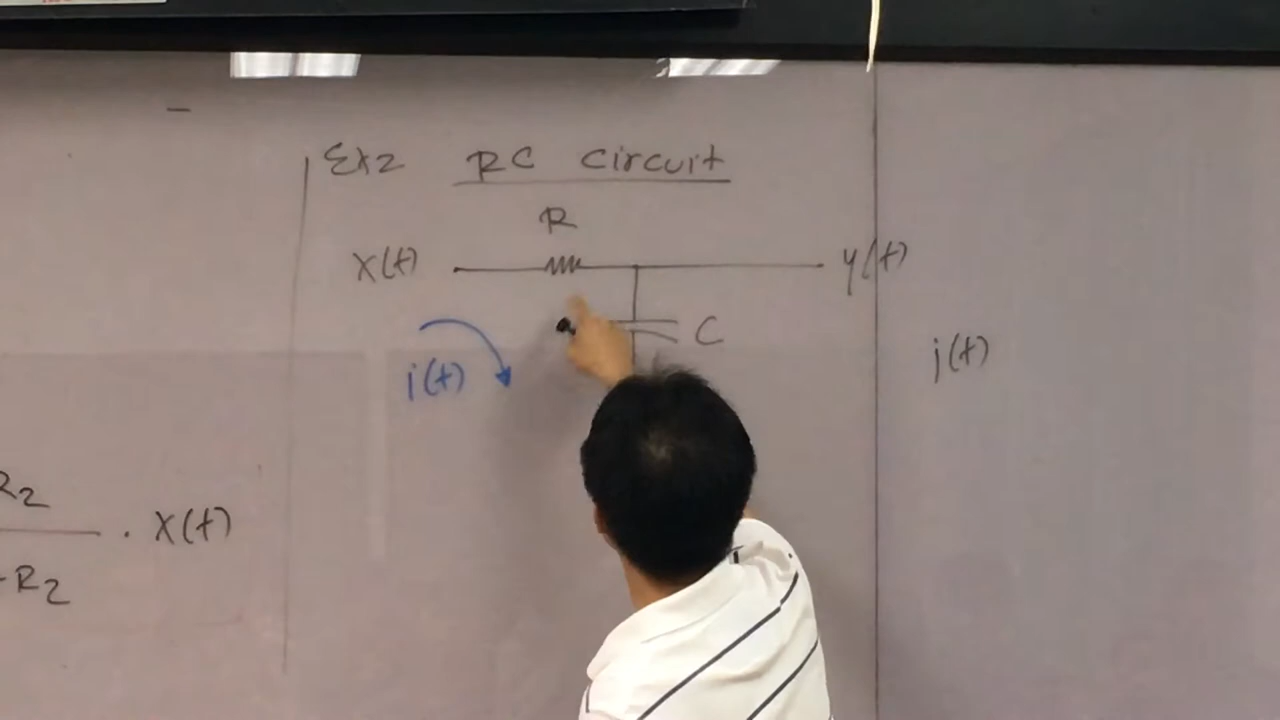 Ex2 RC Circuit
R
X(t) y(t)
C
i(t)
i(t)
R2
. X(t)
-R2